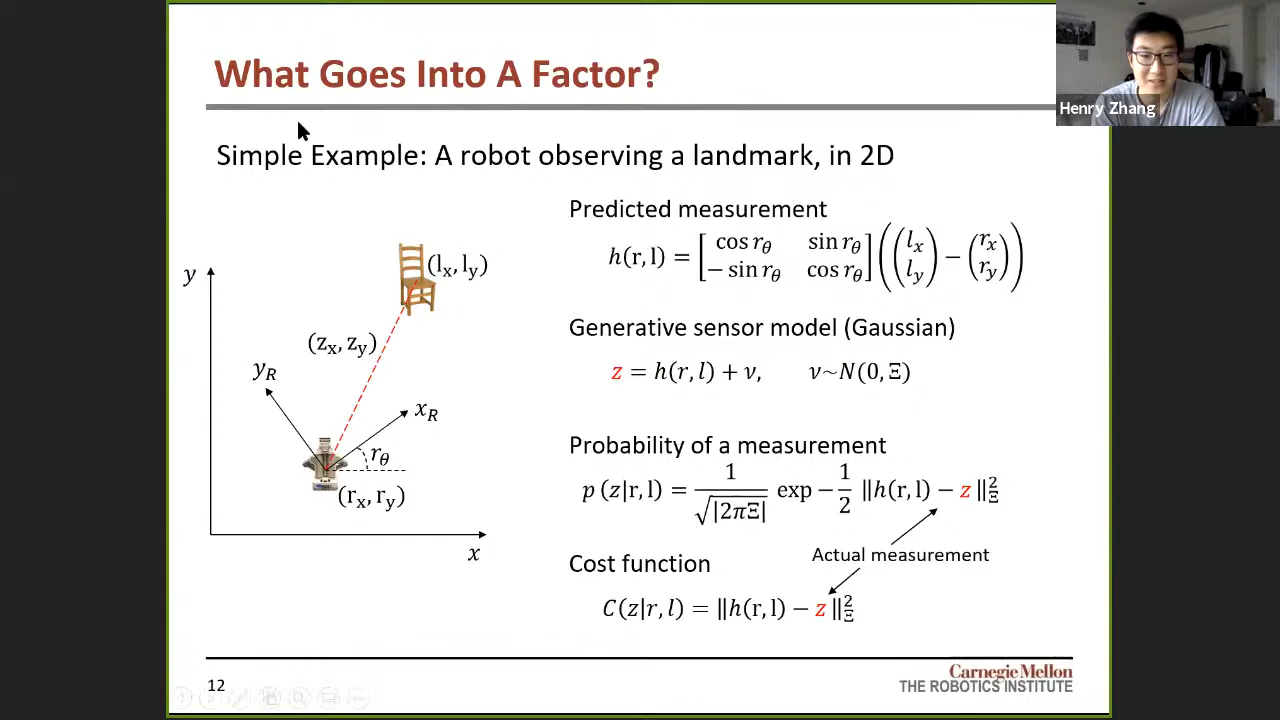 What Goes Into A Factor?
Henry Zhang
Simple Example: A robot observing a landmark, in 2D
Predicted measurement
h(r, l) = [cos r_θ sin r_θ; − sin r_θ cos r_θ] ((l_x l_y) − (r_x r_y))
Generative sensor model (Gaussian)
z = h(r, l) + ν, ν~N(0, Ξ)
Probability of a measurement
p (z|r, l) = 1/√|2πΞ| exp − 1/2 ‖h(r, l) − z ‖²_Ξ
Actual measurement
Cost function
C(z|r, l) = ‖h(r, l) − z ‖²_Ξ
y
(l_x, l_y)
(z_x, z_y)
y_R
x_R
r_θ
(r_x, r_y)
x
12
Carnegie Mellon
THE ROBOTICS INSTITUTE